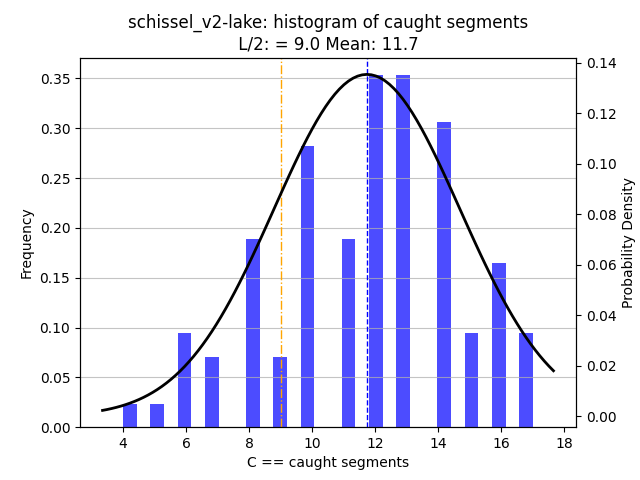 schissel_v2-lake: histogram of caught segments
L/2: = 9.0 Mean: 11.7
0.35
0.30
0.25
0.20
0.15
0.10
0.05
0.00
Frequency
0.14
0.12
0.10
0.08
0.06
0.04
0.02
0.00
Probability Density
4 6 8 10 12 14 16 18
C == caught segments